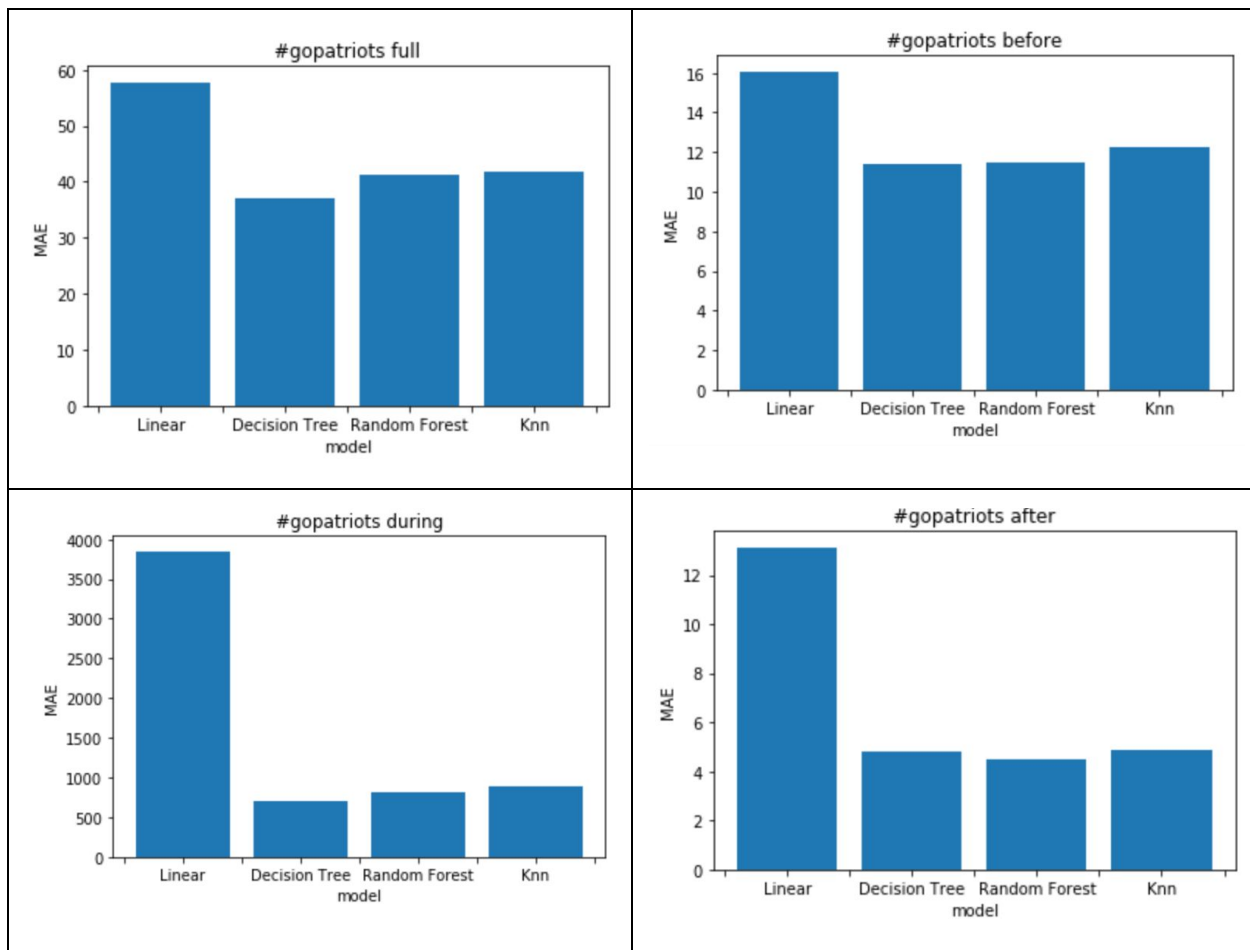 #gopatriots full
60
50
40
30
20
10
0
MAE
Linear Decision Tree Random Forest Knn
model
#gopatriots before
16
14
12
10
8
6
4
2
0
MAE
Linear Decision Tree Random Forest Knn
model
#gopatriots during
4000
3500
3000
2500
2000
1500
1000
500
0
MAE
Linear Decision Tree Random Forest Knn
model
#gopatriots after
12
10
8
6
4
2
0
MAE
Linear Decision Tree Random Forest Knn
model